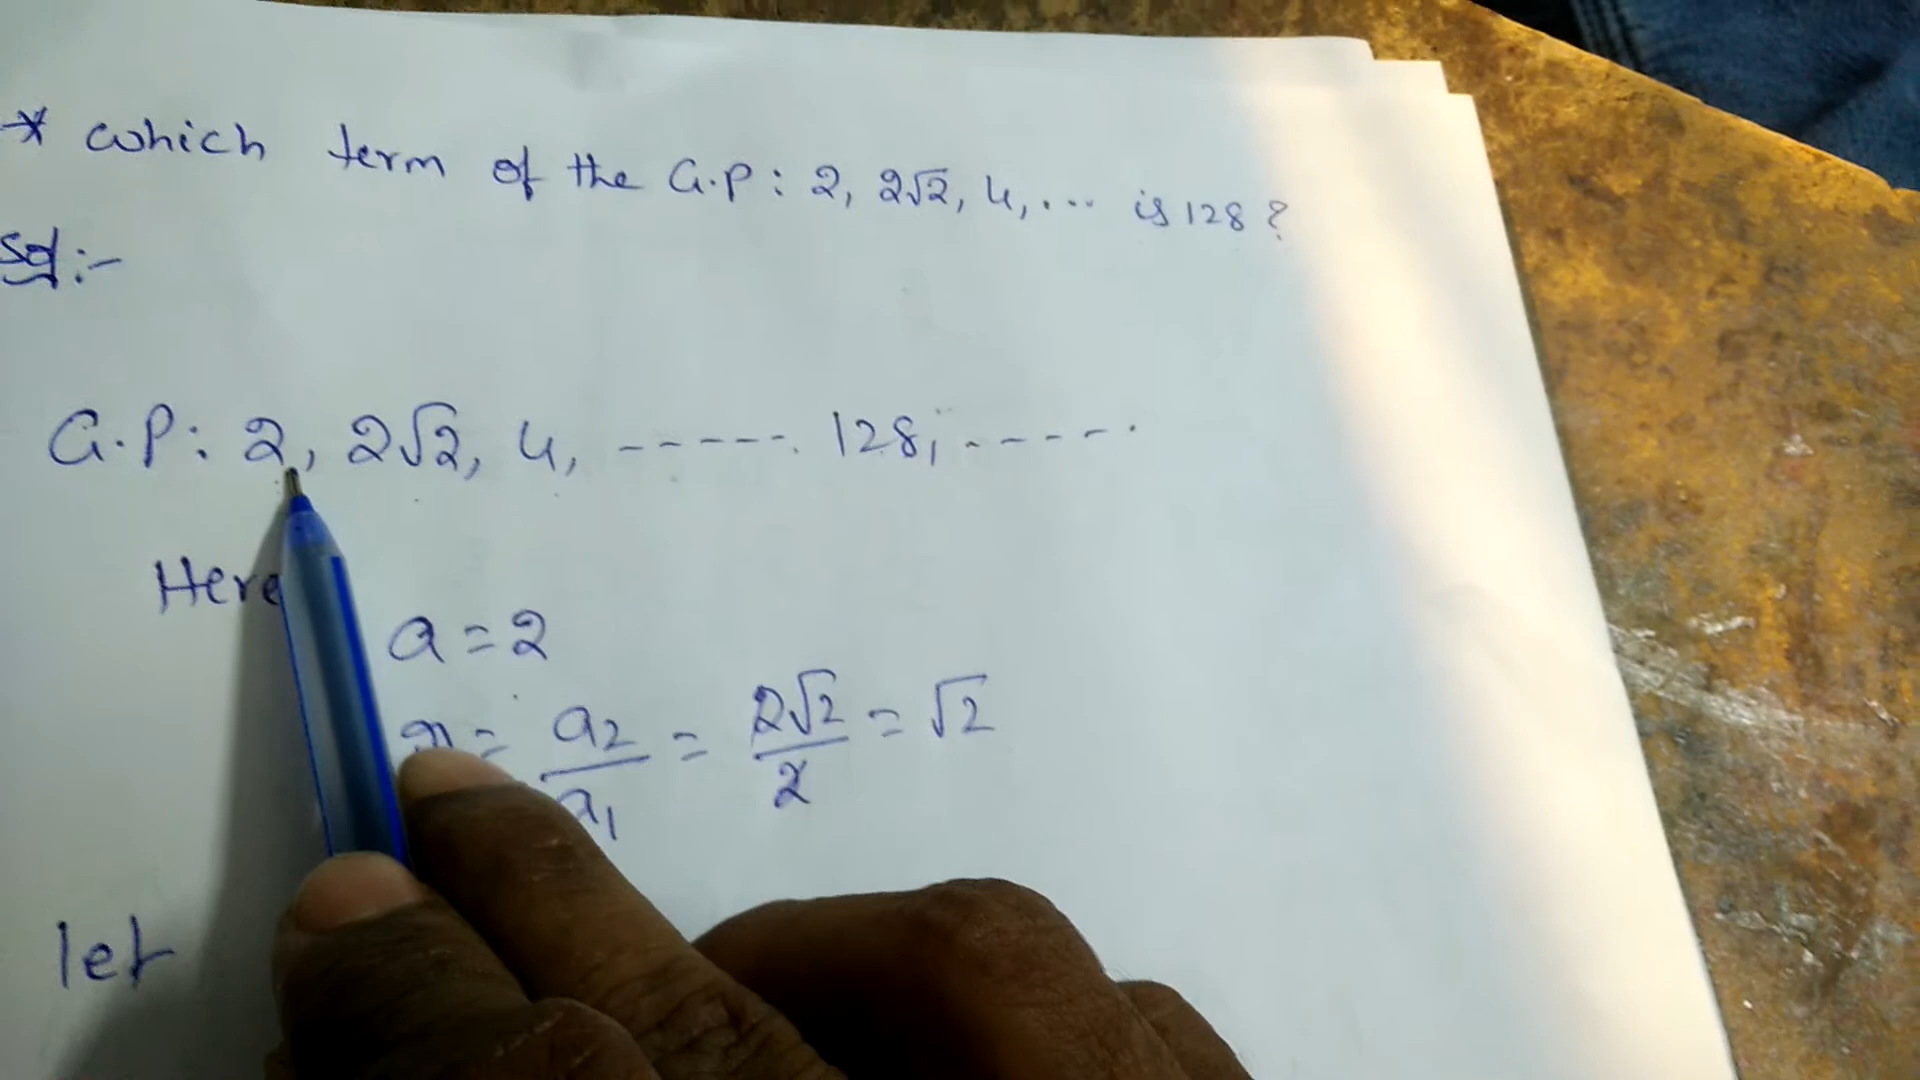 * Which term of the G.P: 2, 2√2, 4,... is 128?
Sol:-
G.P: 2, 2√2, 4, ------ 128, ------
Here
a = 2
r = a2/a1 = 2√2/2 = √2
let